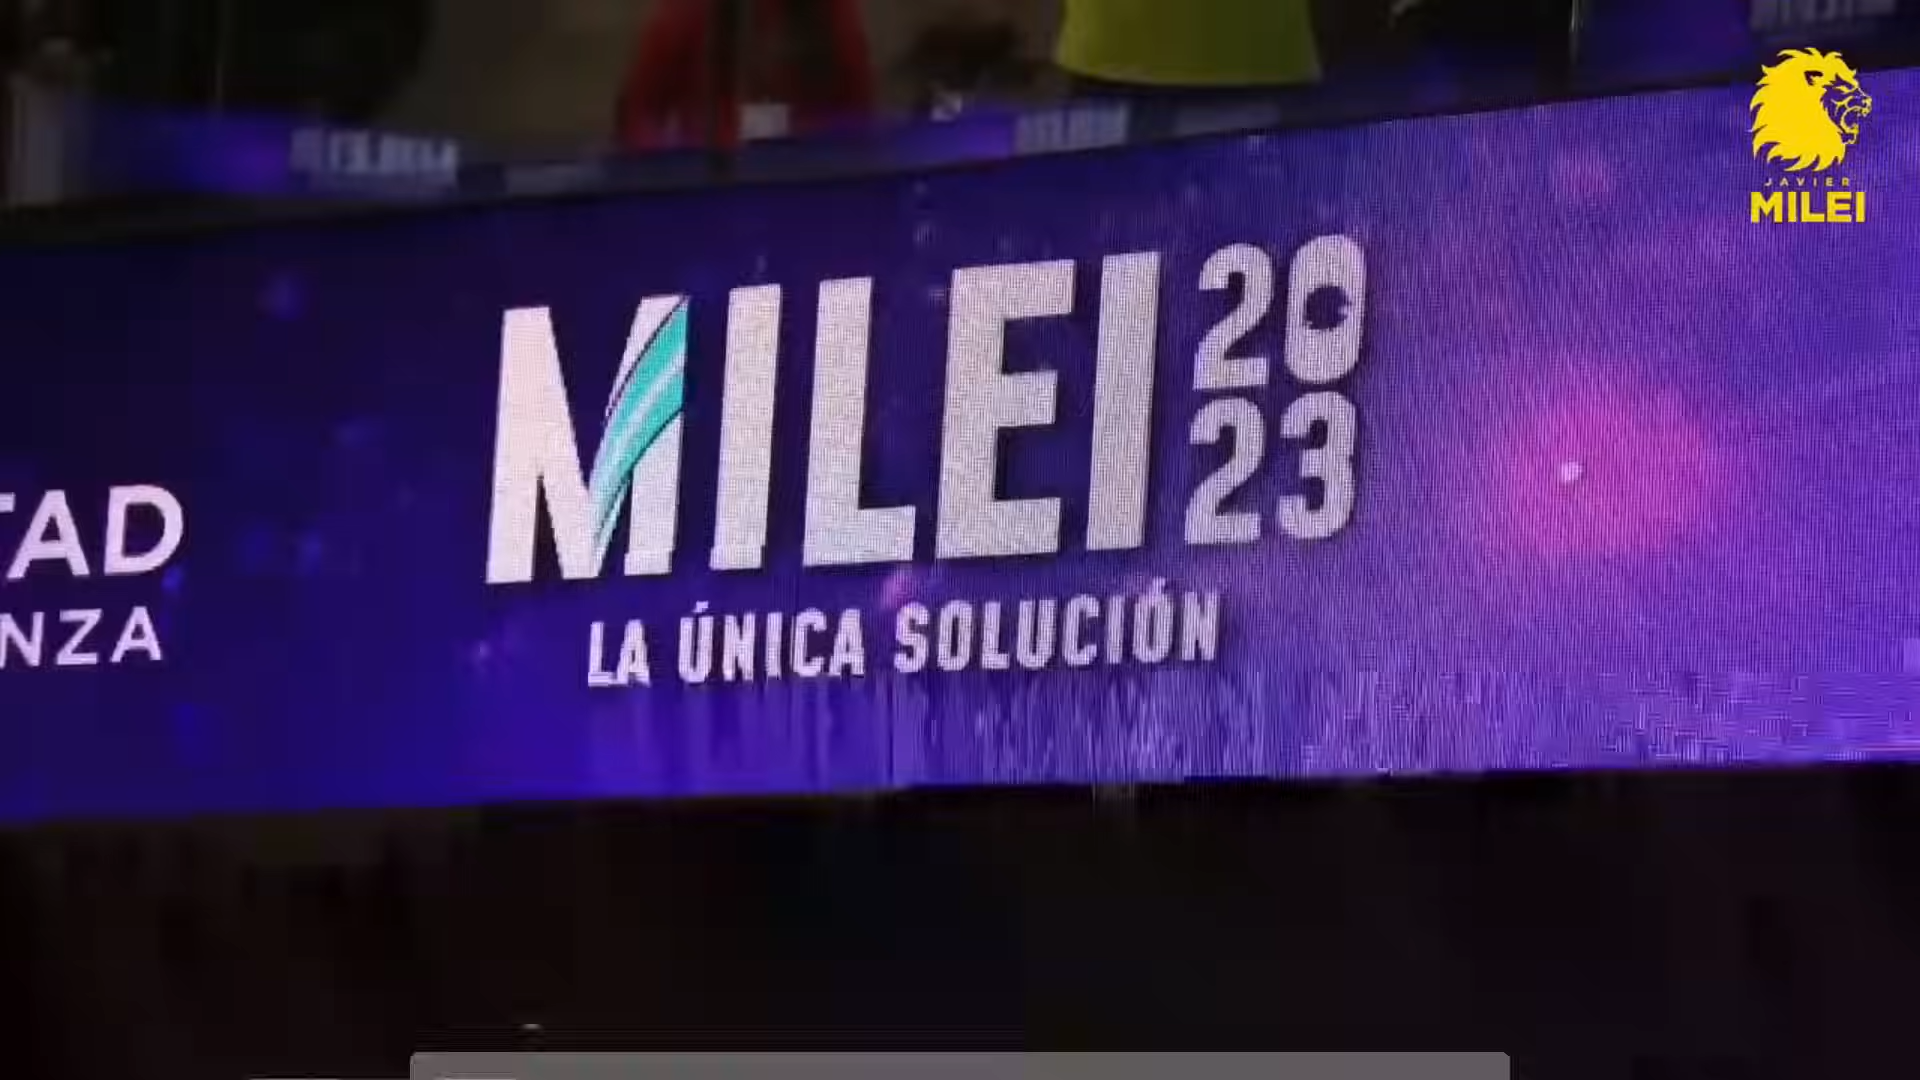 JAVIER
MILEI
MILEI 2023
LA ÚNICA SOLUCIÓN
TAD
NZA